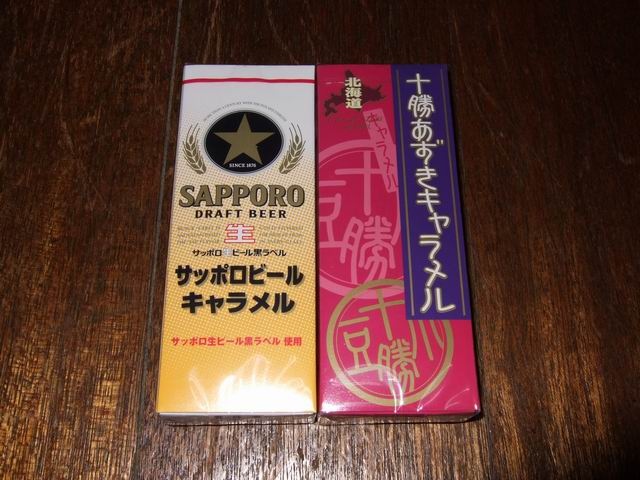 SINCE 1876
SAPPORO
DRAFT BEER
生
サッポロ生ビール黒ラベル
サッポロビール
キャラメル
サッポロ生ビール黒ラベル 使用
北海道
キャラメル
十勝あずきキャラメル
十勝
豆
十勝
豆